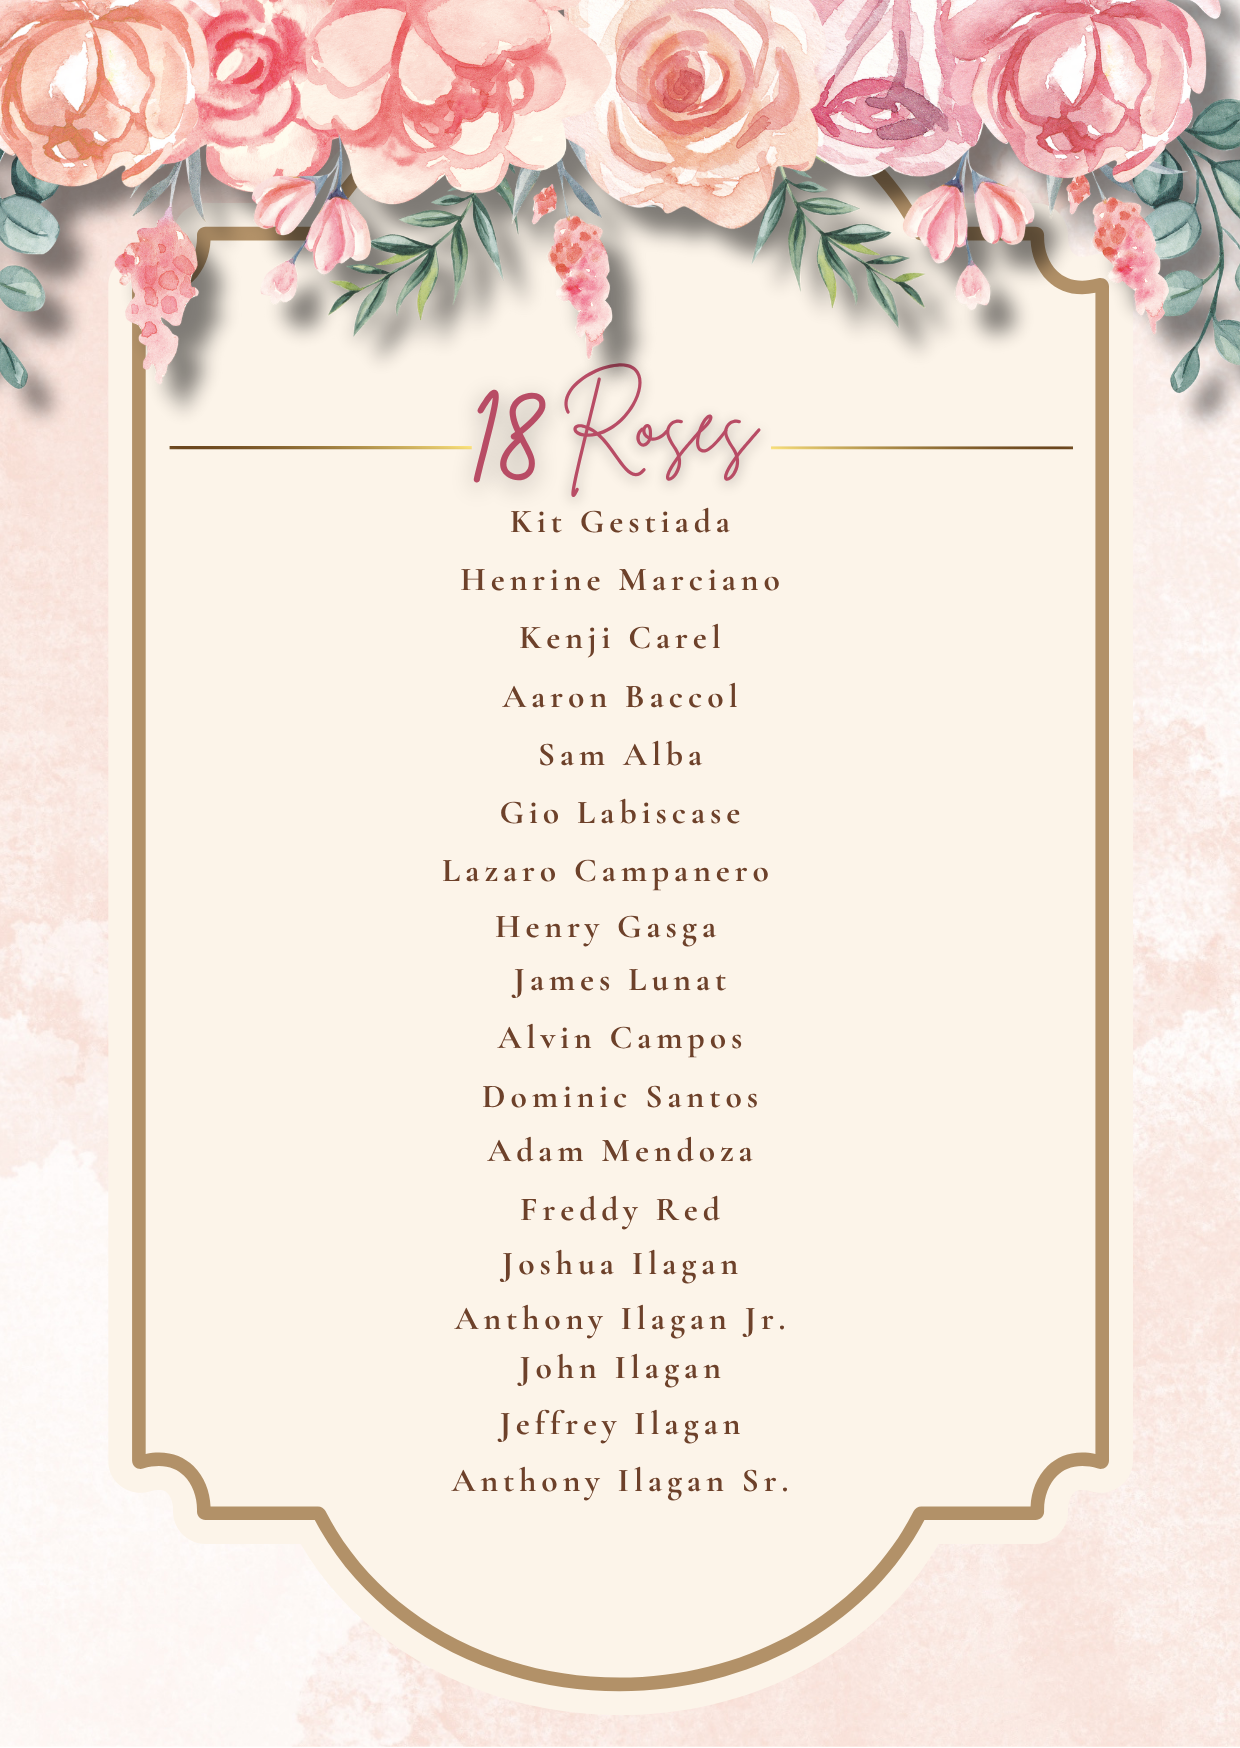 18 Roses
Kit Gestiada
Henrine Marciano
Kenji Carel
Aaron Baccol
Sam Alba
Gio Labiscase
Lazaro Campanero
Henry Gasga
James Lunat
Alvin Campos
Dominic Santos
Adam Mendoza
Freddy Red
Joshua Ilagan
Anthony Ilagan Jr.
John Ilagan
Jeffrey Ilagan
Anthony Ilagan Sr.